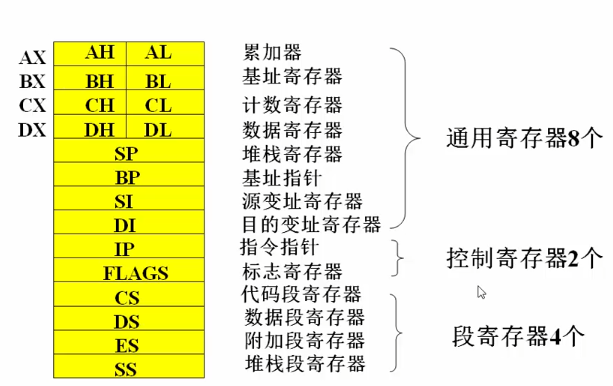 AX AH AL 累加器
BX BH BL 基址寄存器
CX CH CL 计数寄存器
DX DH DL 数据寄存器
通用寄存器8个
SP 堆栈寄存器
BP 基址指针
SI 源变址寄存器
DI 目的变址寄存器
IP 指令指针
控制寄存器2个
FLAGS 标志寄存器
CS 代码段寄存器
DS 数据段寄存器
段寄存器4个
ES 附加段寄存器
SS 堆栈段寄存器